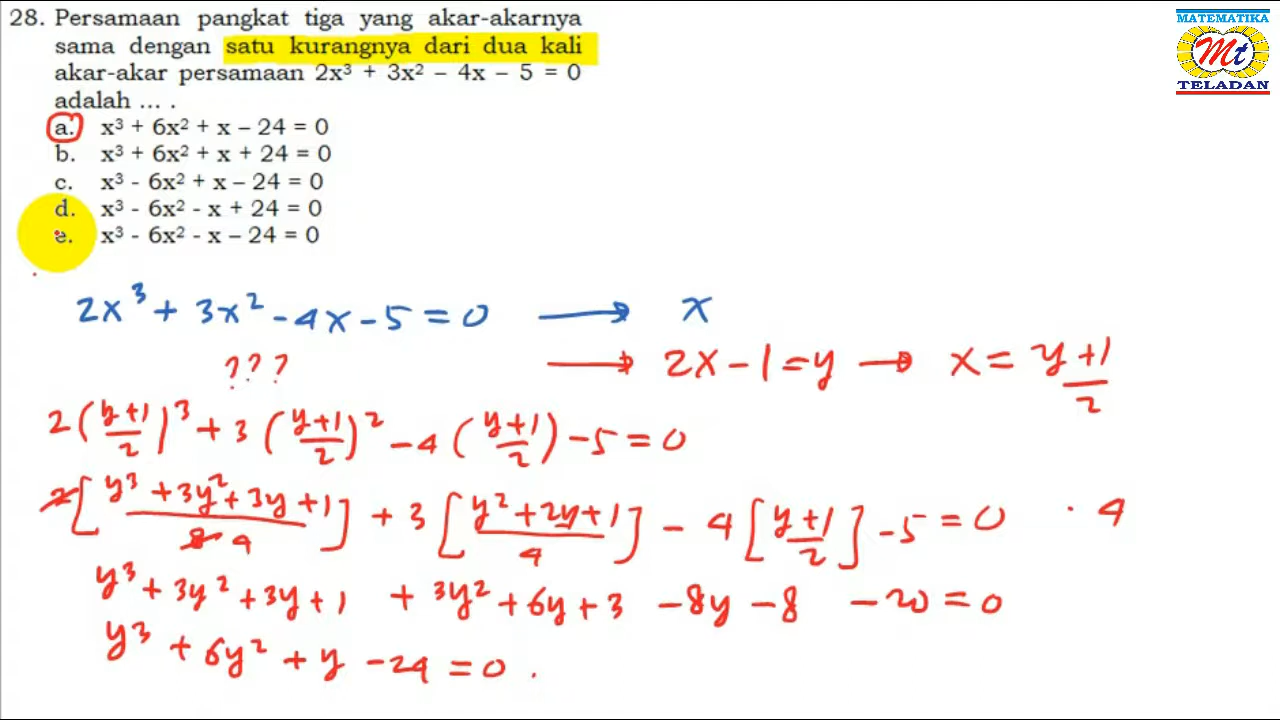 28. Persamaan pangkat tiga yang akar-akarnya
sama dengan satu kurangnya dari dua kali
akar-akar persamaan 2x³ + 3x² – 4x – 5 = 0
adalah ... .
a. x³ + 6x² + x – 24 = 0
b. x³ + 6x² + x + 24 = 0
c. x³ - 6x² + x – 24 = 0
d. x³ - 6x² - x + 24 = 0
e. x³ - 6x² - x – 24 = 0
MATEMATIKA
Mt
TELADAN
2x³ + 3x² - 4x - 5 = 0 → x
??? → 2x - 1 = y → x = (y+1)/2
2((y+1)/2)³ + 3((y+1)/2)² - 4((y+1)/2) - 5 = 0
2[(y³ + 3y² + 3y + 1)/8 4] + 3[(y² + 2y + 1)/4] - 4[(y+1)/2] - 5 = 0 · 4
y³ + 3y² + 3y + 1 + 3y² + 6y + 3 - 8y - 8 - 20 = 0
y³ + 6y² + y - 24 = 0 .